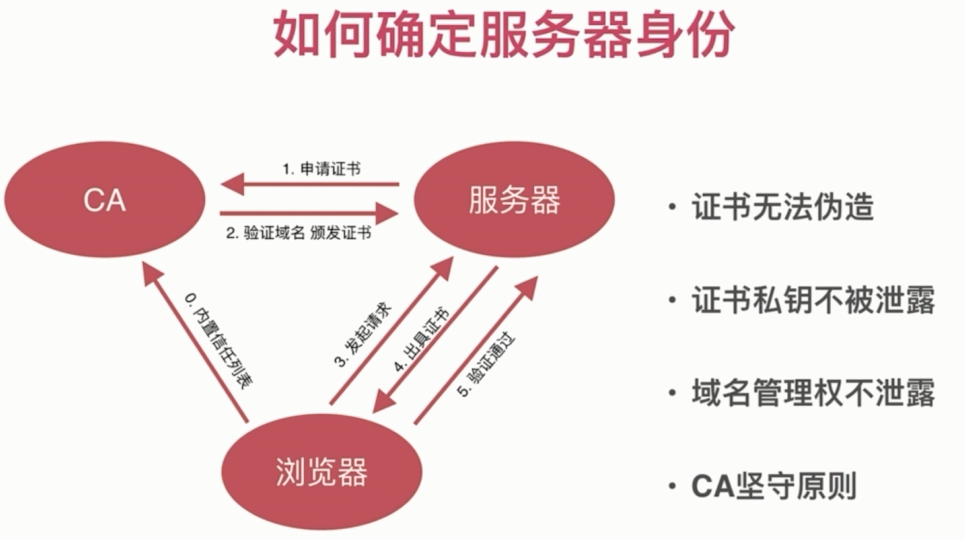 如何确定服务器身份
CA
1. 申请证书
服务器
2. 验证域名 颁发证书
0. 内置信任列表
3. 发起请求
4. 出具证书
5. 验证通过
浏览器
• 证书无法伪造
• 证书私钥不被泄露
• 域名管理权不泄露
• CA坚守原则